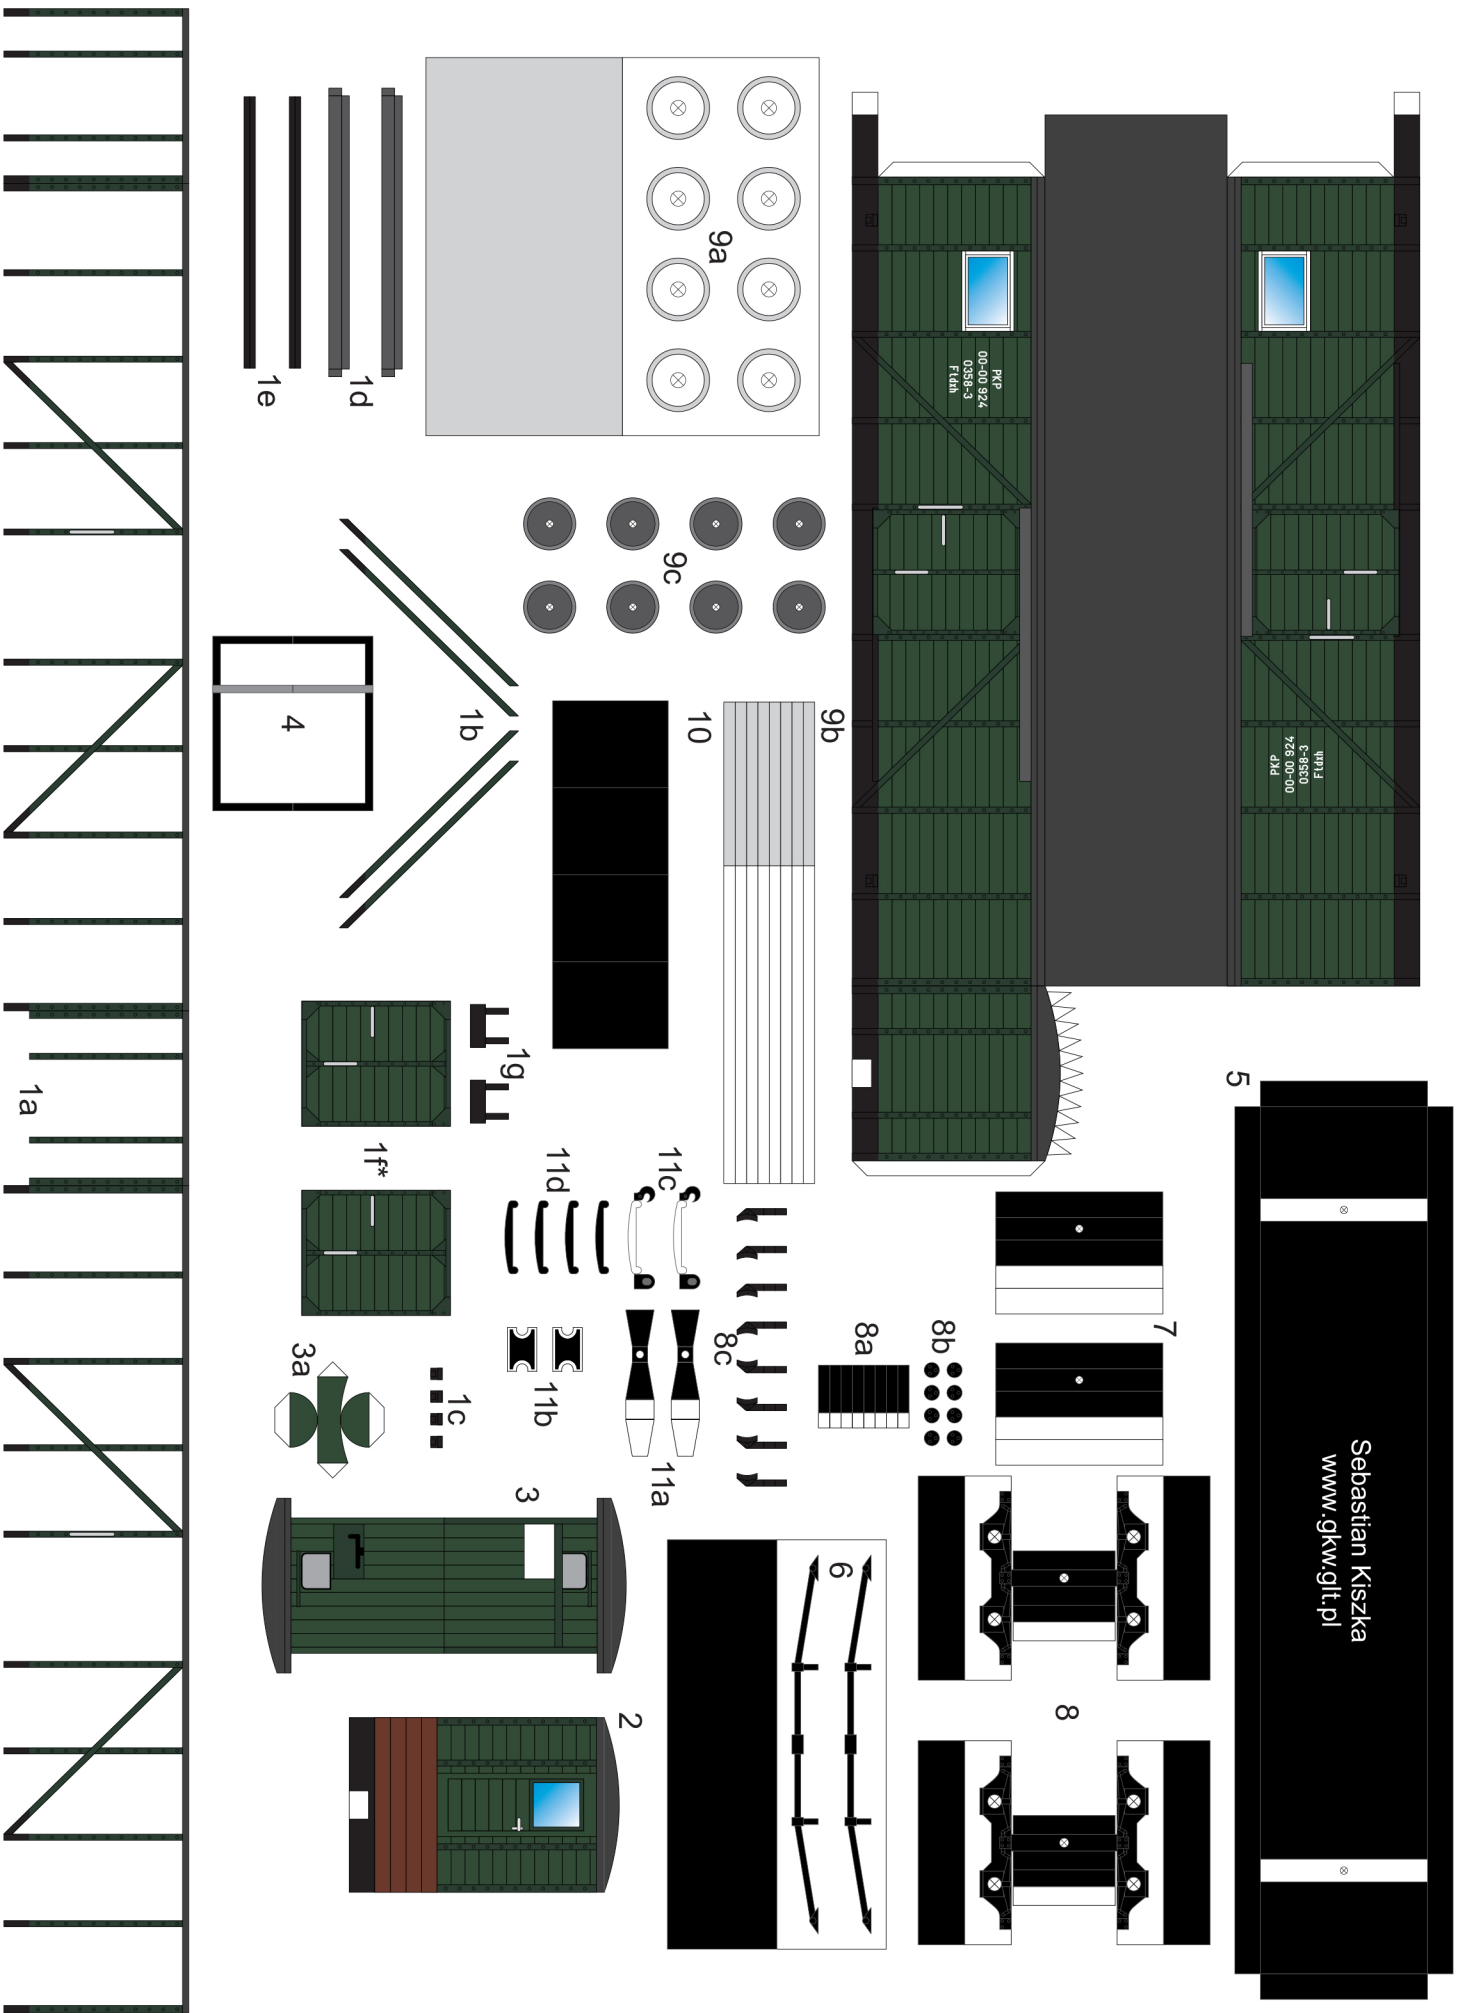 Sebastian Kiszka
www.gkw.glt.pl
PKP
00-00 924
0358-3
Ftdxh
5
7
8
PKP
00-00 924
0358-3
Ftdxh
8b
8a
6
9b
8c
9a
10
9c
11c
11a
2
11d
11b
3
1g
1b
1c
1f*
1d
3a
4
1e
1a